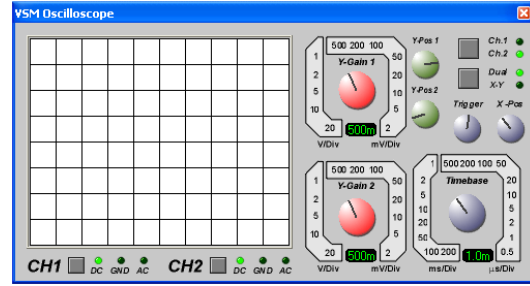 VSM Oscilloscope
500 200 100
1
2
5
10
20
50
20
10
5
2
Y-Gain 1
500m
V/Div
mV/Div
Y-Pos 1
Y-Pos 2
Ch.1
Ch.2
Dual
X-Y
Trigger
X -Pos
500 200 100
1
2
5
10
20
50
20
10
5
2
Y-Gain 2
500m
V/Div
mV/Div
1
500 200 100 50
2
5
10
20
50
100 200
20
10
5
2
1
0.5
Timebase
1.0m
ms/Div
µs/Div
CH1
DC GND AC
CH2
DC GND AC